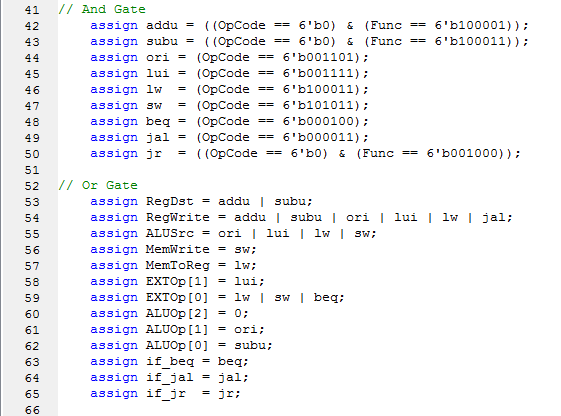 41 // And Gate
42     assign addu = ((OpCode == 6'b0) & (Func == 6'b100001));
43     assign subu = ((OpCode == 6'b0) & (Func == 6'b100011));
44     assign ori = (OpCode == 6'b001101);
45     assign lui = (OpCode == 6'b001111);
46     assign lw  = (OpCode == 6'b100011);
47     assign sw  = (OpCode == 6'b101011);
48     assign beq = (OpCode == 6'b000100);
49     assign jal = (OpCode == 6'b000011);
50     assign jr  = ((OpCode == 6'b0) & (Func == 6'b001000));
51
52 // Or Gate
53     assign RegDst = addu | subu;
54     assign RegWrite = addu | subu | ori | lui | lw | jal;
55     assign ALUSrc = ori | lui | lw | sw;
56     assign MemWrite = sw;
57     assign MemToReg = lw;
58     assign EXTOp[1] = lui;
59     assign EXTOp[0] = lw | sw | beq;
60     assign ALUOp[2] = 0;
61     assign ALUOp[1] = ori;
62     assign ALUOp[0] = subu;
63     assign if_beq = beq;
64     assign if_jal = jal;
65     assign if_jr  = jr;
66